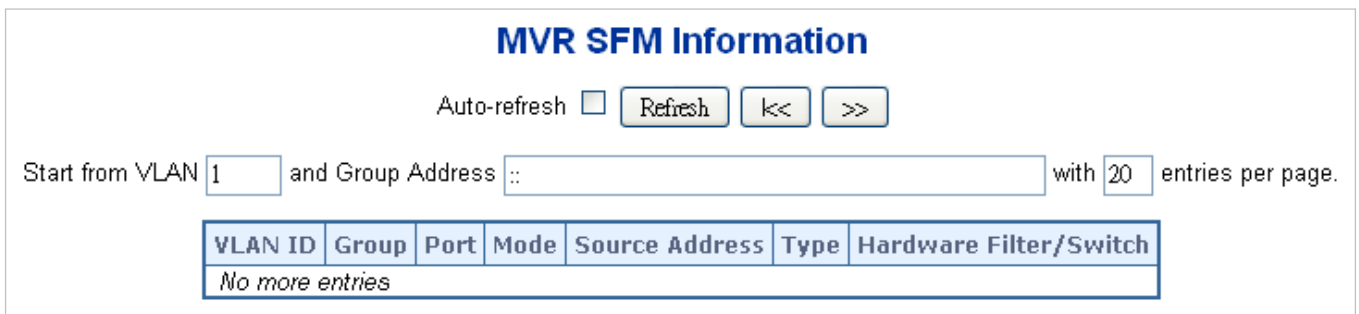 MVR SFM Information
Auto-refresh Refresh |<< >>
Start from VLAN 1 and Group Address :: with 20 entries per page.
VLAN ID Group Port Mode Source Address Type Hardware Filter/Switch
No more entries